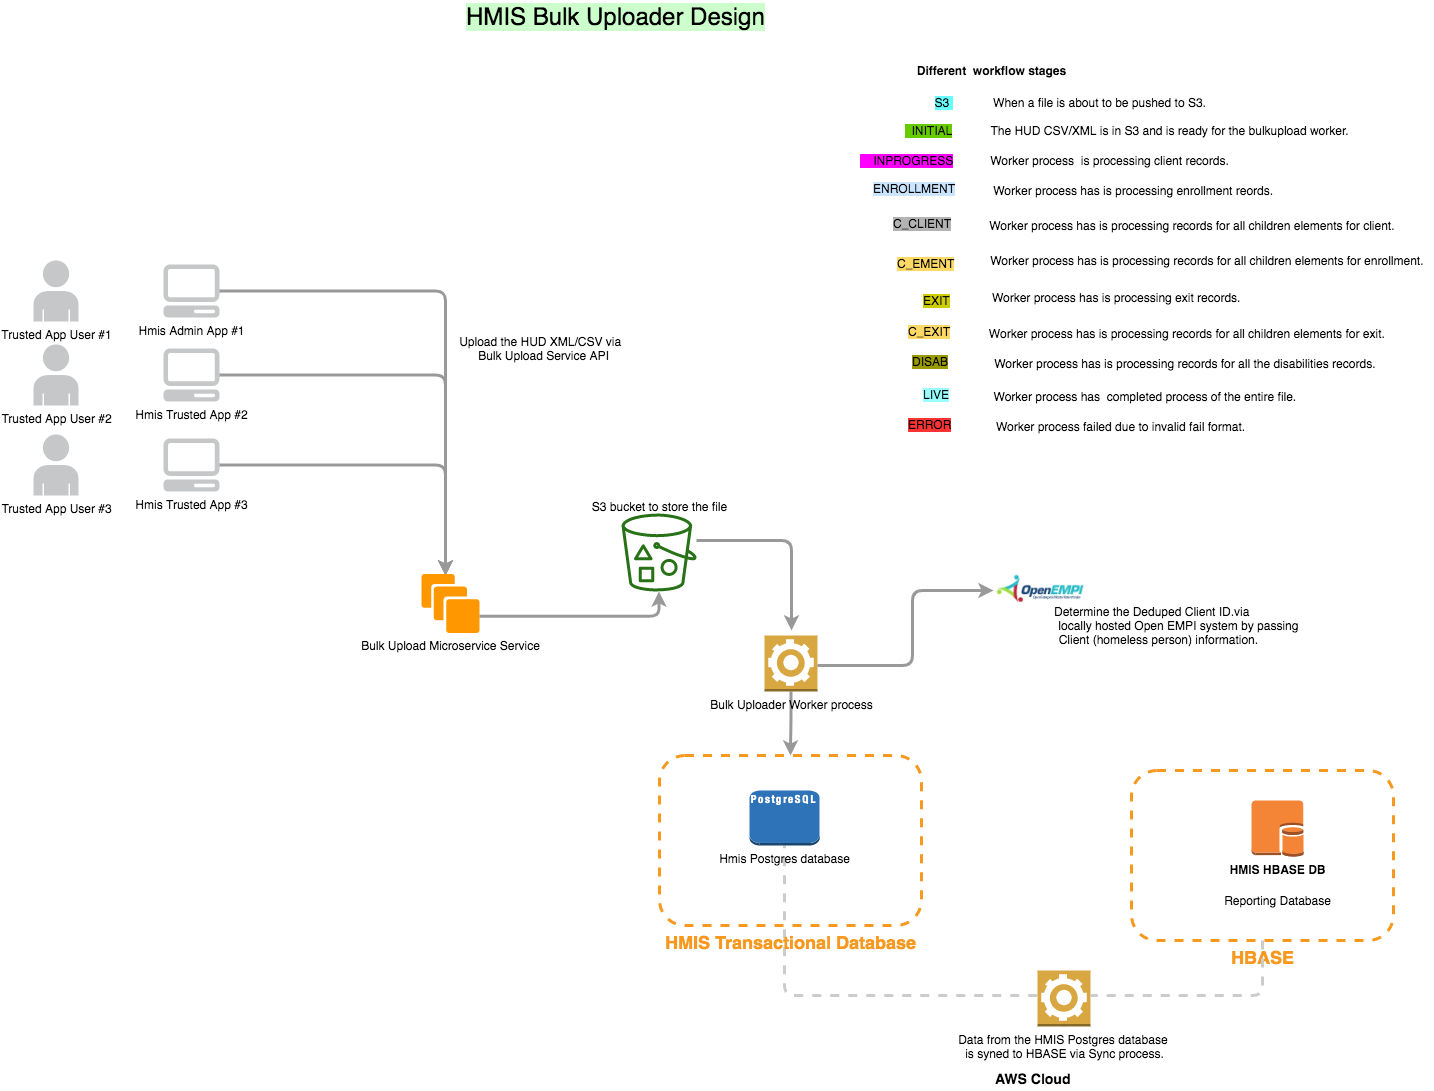 HMIS Bulk Uploader Design
Different workflow stages
S3 When a file is about to be pushed to S3.
INITIAL The HUD CSV/XML is in S3 and is ready for the bulkupload worker.
INPROGRESS Worker process is processing client records.
ENROLLMENT Worker process has is processing enrollment reords.
C_CLIENT Worker process has is processing records for all children elements for client.
C_EMENT Worker process has is processing records for all children elements for enrollment.
EXIT Worker process has is processing exit records.
C_EXIT Worker process has is processing records for all children elements for exit.
DISAB Worker process has is processing records for all the disabilities records.
LIVE Worker process has completed process of the entire file.
ERROR Worker process failed due to invalid fail format.
Trusted App User #1
Hmis Admin App #1
Trusted App User #2
Hmis Trusted App #2
Trusted App User #3
Hmis Trusted App #3
Upload the HUD XML/CSV via
Bulk Upload Service API
S3 bucket to store the file
Bulk Upload Microservice Service
OpenEMPI
Determine the Deduped Client ID.via
locally hosted Open EMPI system by passing
Client (homeless person) information.
Bulk Uploader Worker process
PostgreSQL
Hmis Postgres database
HMIS Transactional Database
HMIS HBASE DB
Reporting Database
HBASE
Data from the HMIS Postgres database
is syned to HBASE via Sync process.
AWS Cloud